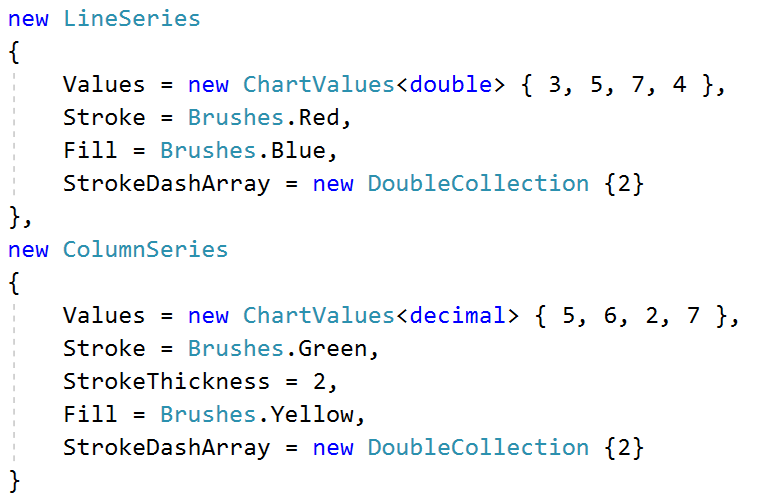 new LineSeries
{
    Values = new ChartValues<double> { 3, 5, 7, 4 },
    Stroke = Brushes.Red,
    Fill = Brushes.Blue,
    StrokeDashArray = new DoubleCollection {2}
},
new ColumnSeries
{
    Values = new ChartValues<decimal> { 5, 6, 2, 7 },
    Stroke = Brushes.Green,
    StrokeThickness = 2,
    Fill = Brushes.Yellow,
    StrokeDashArray = new DoubleCollection {2}
}